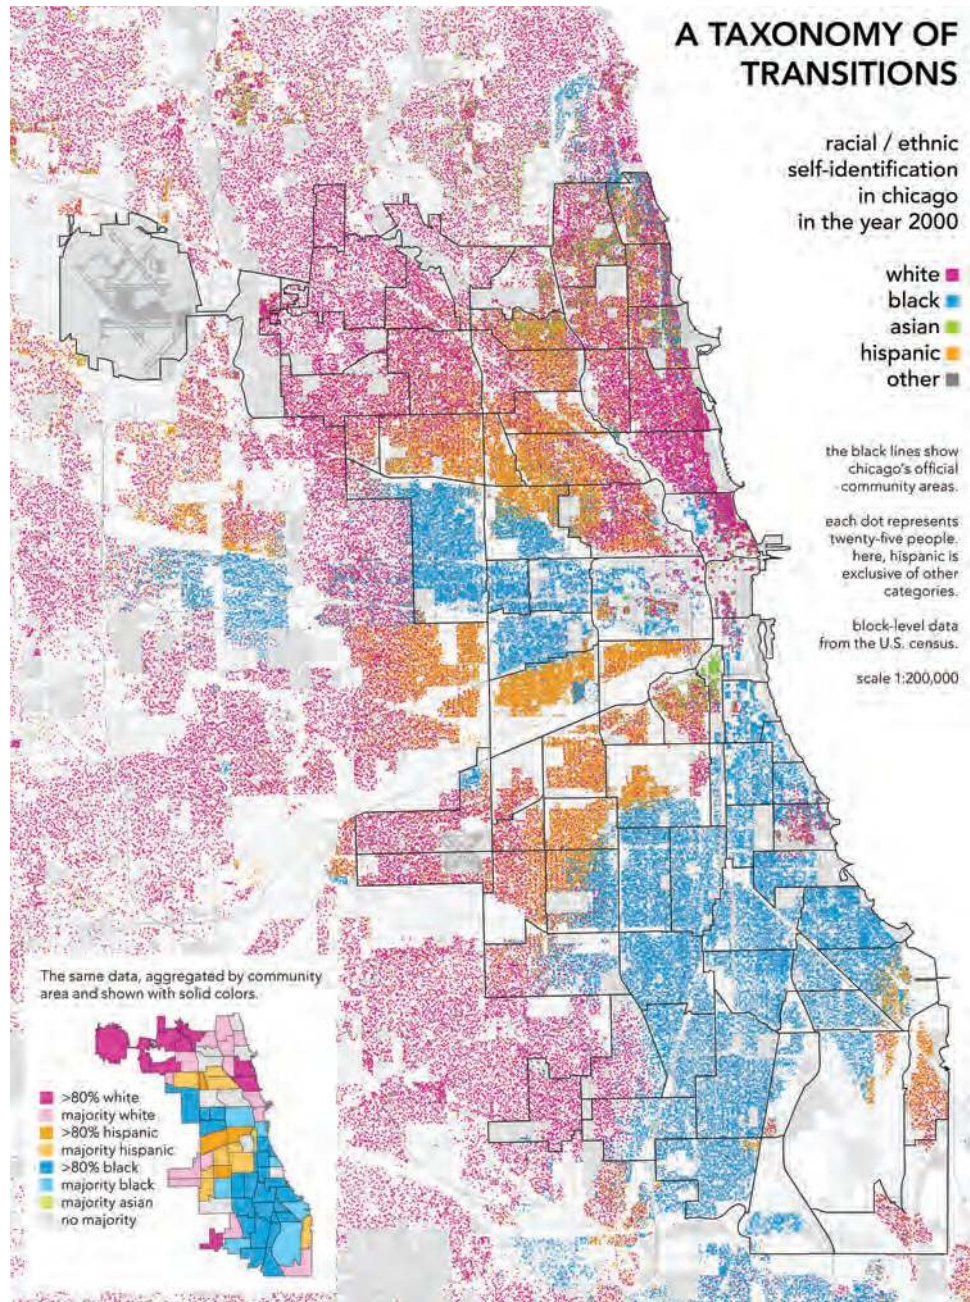 A TAXONOMY OF
TRANSITIONS
racial / ethnic
self-identification
in chicago
in the year 2000
white
black
asian
hispanic
other
the black lines show
chicago's official
community areas.
each dot represents
twenty-five people.
here, hispanic is
exclusive of other
categories.
block-level data
from the U.S. census.
scale 1:200,000
The same data, aggregated by community
area and shown with solid colors.
>80% white
majority white
>80% hispanic
majority hispanic
>80% black
majority black
majority asian
no majority